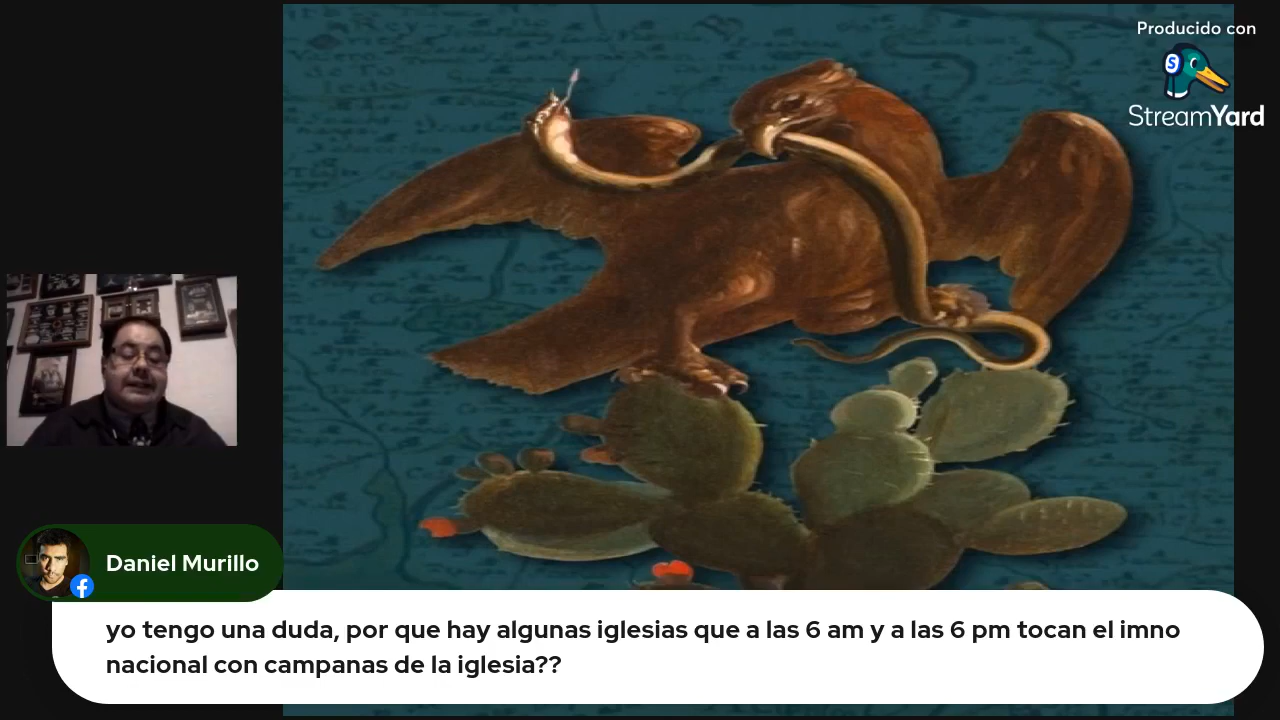 Producido con
StreamYard
Daniel Murillo
yo tengo una duda, por que hay algunas iglesias que a las 6 am y a las 6 pm tocan el imno
nacional con campanas de la iglesia??